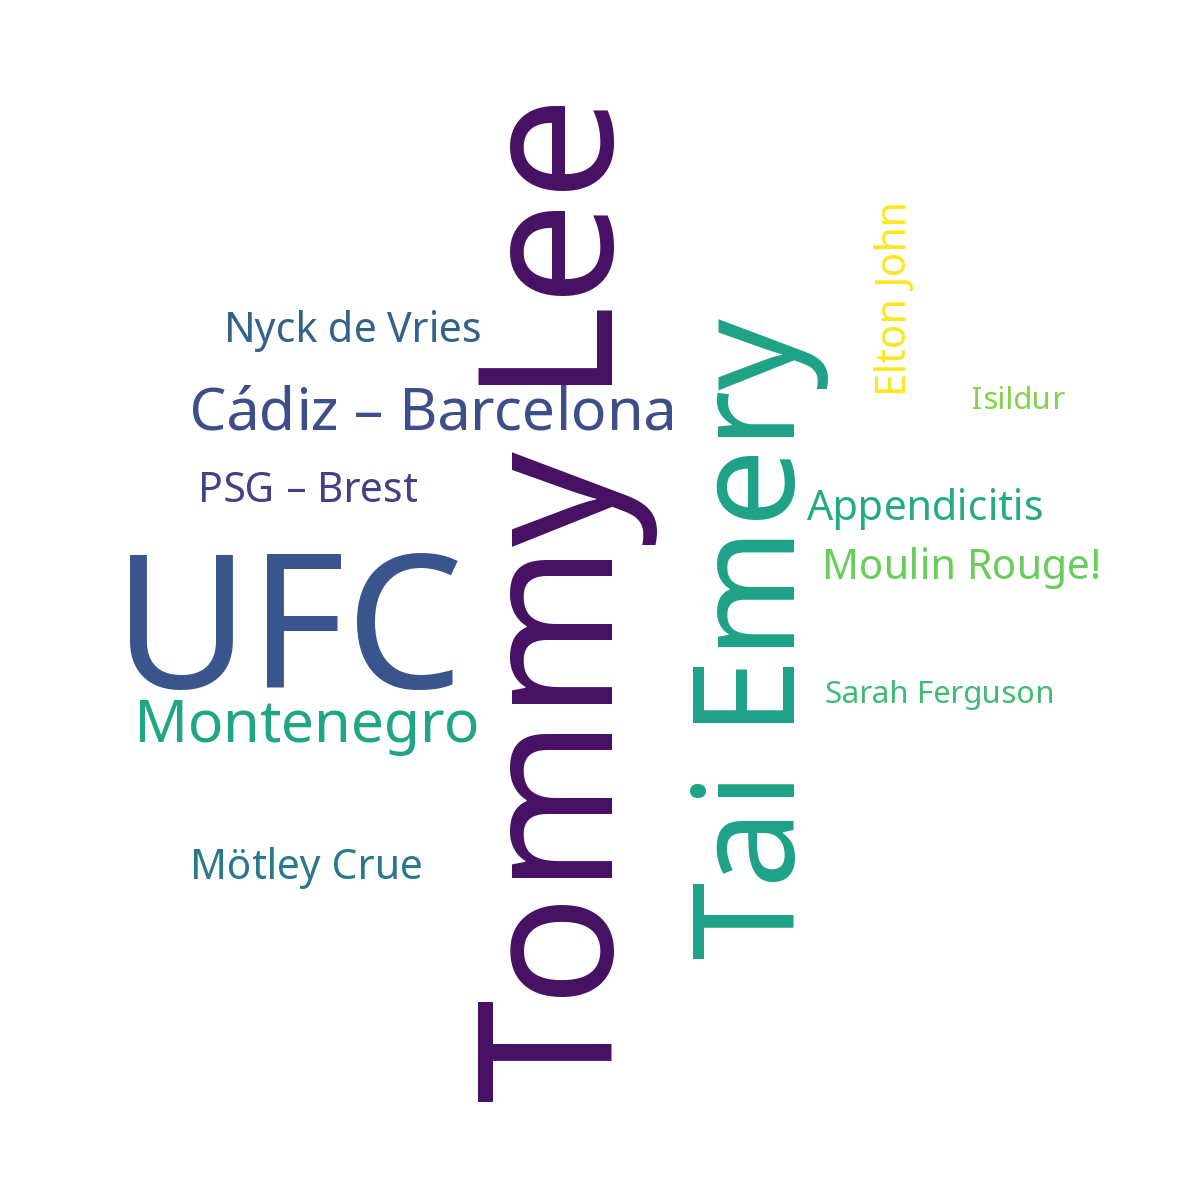 Tommy Lee
Elton John
Nyck de Vries
Tai Emery
Cádiz – Barcelona
Isildur
PSG – Brest
Appendicitis
Moulin Rouge!
UFC
Sarah Ferguson
Montenegro
Mötley Crue